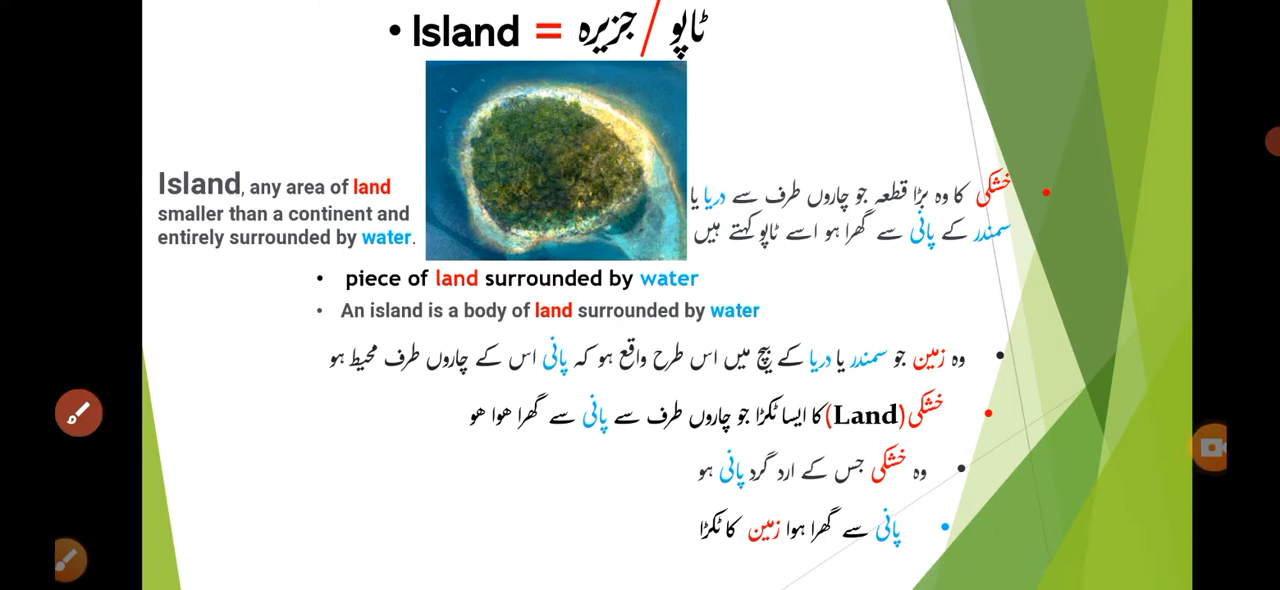 • Island = جزیرہ / ٹاپو
Island, any area of land
smaller than a continent and
entirely surrounded by water.
• خشکی کا وہ بڑا قطعہ جو چاروں طرف سے دریا یا
سمندر کے پانی سے گھرا ہو اسے ٹاپو کہتے ہیں
• piece of land surrounded by water
• An island is a body of land surrounded by water
• وہ زمین جو سمندر یا دریا کے بیچ میں اس طرح واقع ہو کہ پانی اس کے چاروں طرف محیط ہو
• خشکی (Land) کا ایسا ٹکڑا جو چاروں طرف سے پانی سے گھرا ھوا ھو
• وہ خشکی جس کے ارد گرد پانی ہو
• پانی سے گھرا ہوا زمین کا ٹکڑا